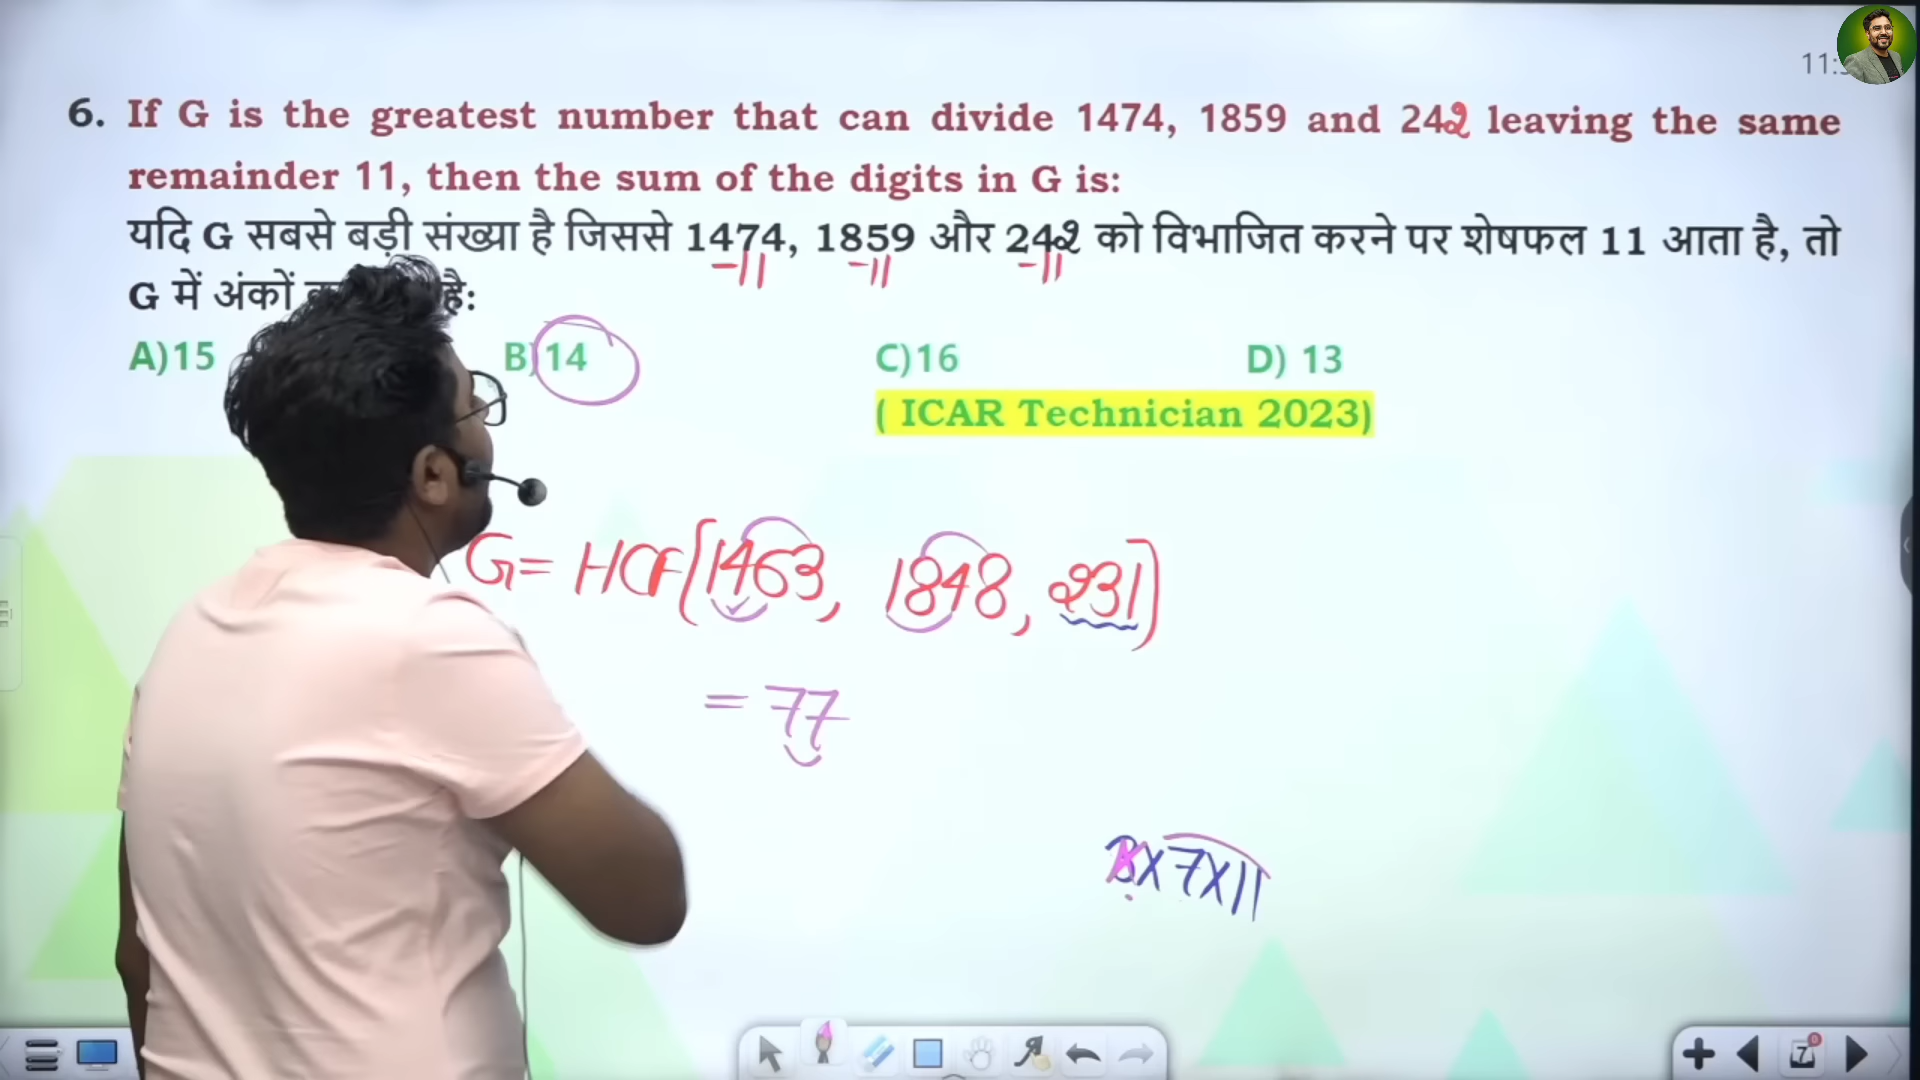 11:
6. If G is the greatest number that can divide 1474, 1859 and 242 leaving the same
remainder 11, then the sum of the digits in G is:
यदि G सबसे बड़ी संख्या है जिससे 1474, 1859 और 242 को विभाजित करने पर शेषफल 11 आता है, तो
-11 -11 -11
G में अंकों है:
A)15 B)14 C)16 D) 13
( ICAR Technician 2023)
G= HCF[1463, 1848, 231]
= 77
3x7x11
7